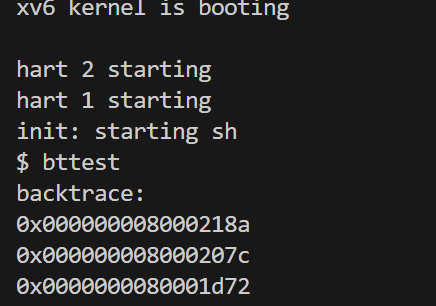 xv6 kernel is booting
hart 2 starting
hart 1 starting
init: starting sh
$ bttest
backtrace:
0x000000008000218a
0x000000008000207c
0x0000000080001d72